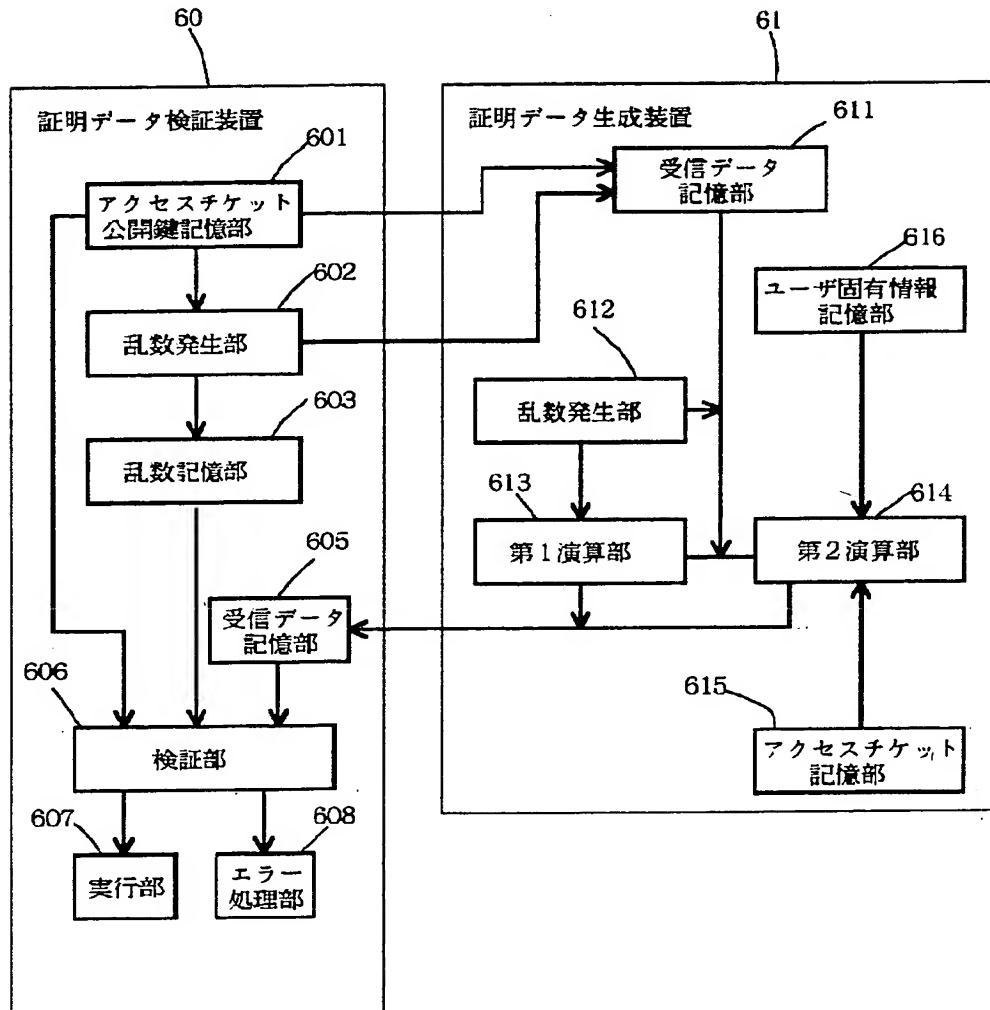 60
61
証明データ検証装置
601
アクセスチケット
公開鍵記憶部
602
乱数発生部
603
乱数記憶部
605
受信データ
記憶部
606
検証部
607
実行部
608
エラー
処理部
証明データ生成装置
611
受信データ
記憶部
616
ユーザ固有情報
記憶部
612
乱数発生部
613
第1演算部
614
第2演算部
615
アクセスチケット
記憶部